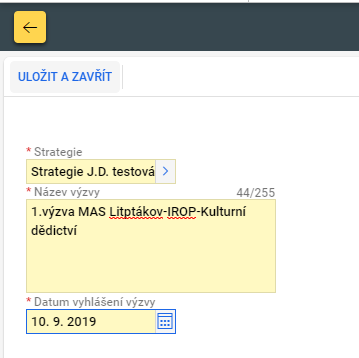 ULOŽIT A ZAVŘÍT
* Strategie
Strategie J.D. testová
* Název výzvy 44/255
1.výzva MAS Litptákov-IROP-Kulturní
dědictví
* Datum vyhlášení výzvy
10. 9. 2019